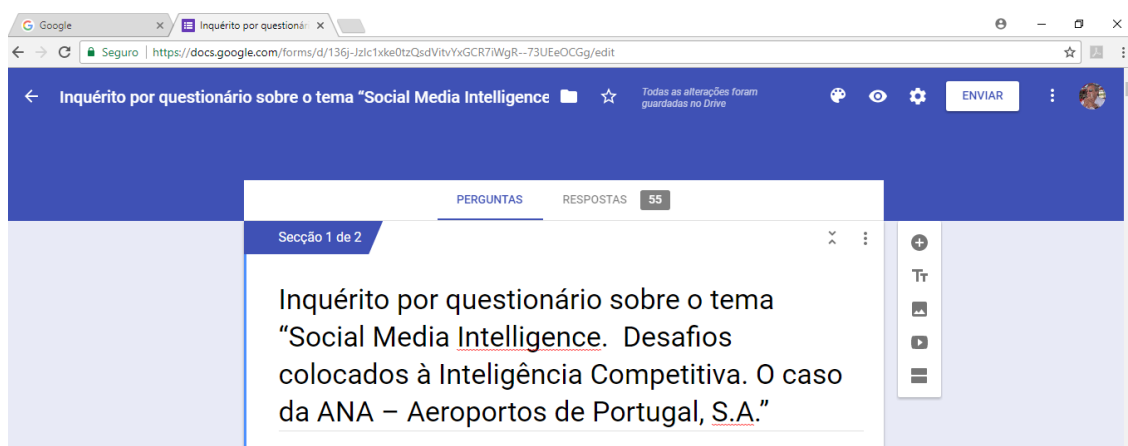 Google
Inquérito por questionári
Seguro | https://docs.google.com/forms/d/136j-Jzlc1xke0tzQsdVitvYxGCR7iWgR--73UEeOCGg/edit
Inquérito por questionário sobre o tema “Social Media Intelligence
Todas as alterações foram
guardadas no Drive
ENVIAR
PERGUNTAS
RESPOSTAS 55
Secção 1 de 2
Inquérito por questionário sobre o tema
“Social Media Intelligence. Desafios
colocados à Inteligência Competitiva. O caso
da ANA – Aeroportos de Portugal, S.A.”